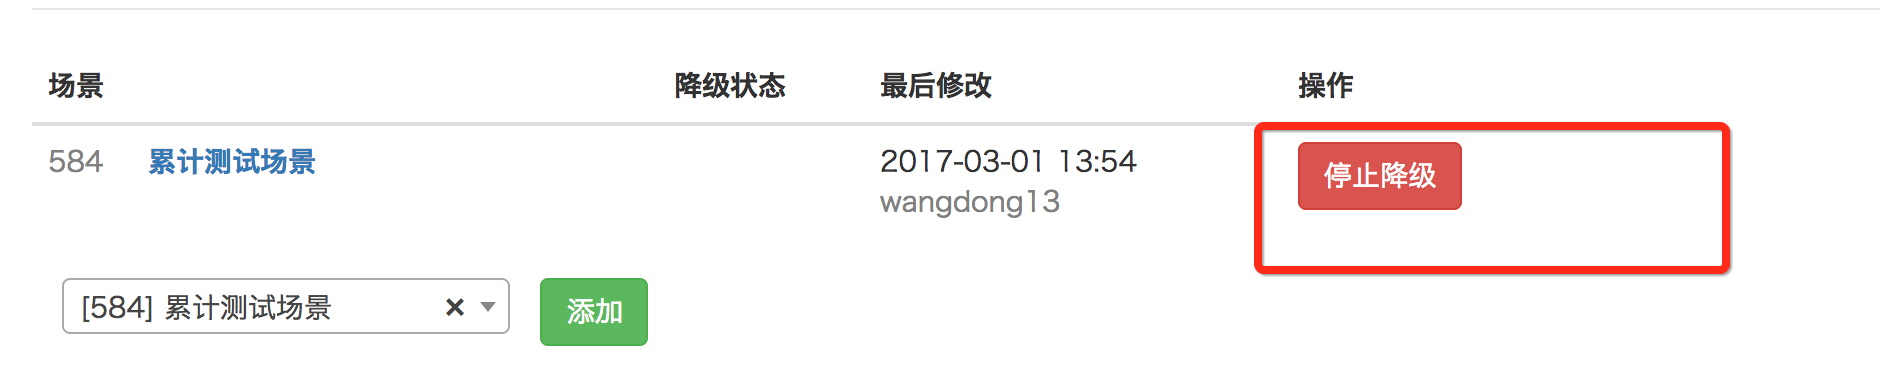 场景 降级状态 最后修改 操作
584 累计测试场景 2017-03-01 13:54 停止降级
wangdong13
[584] 累计测试场景 × 添加